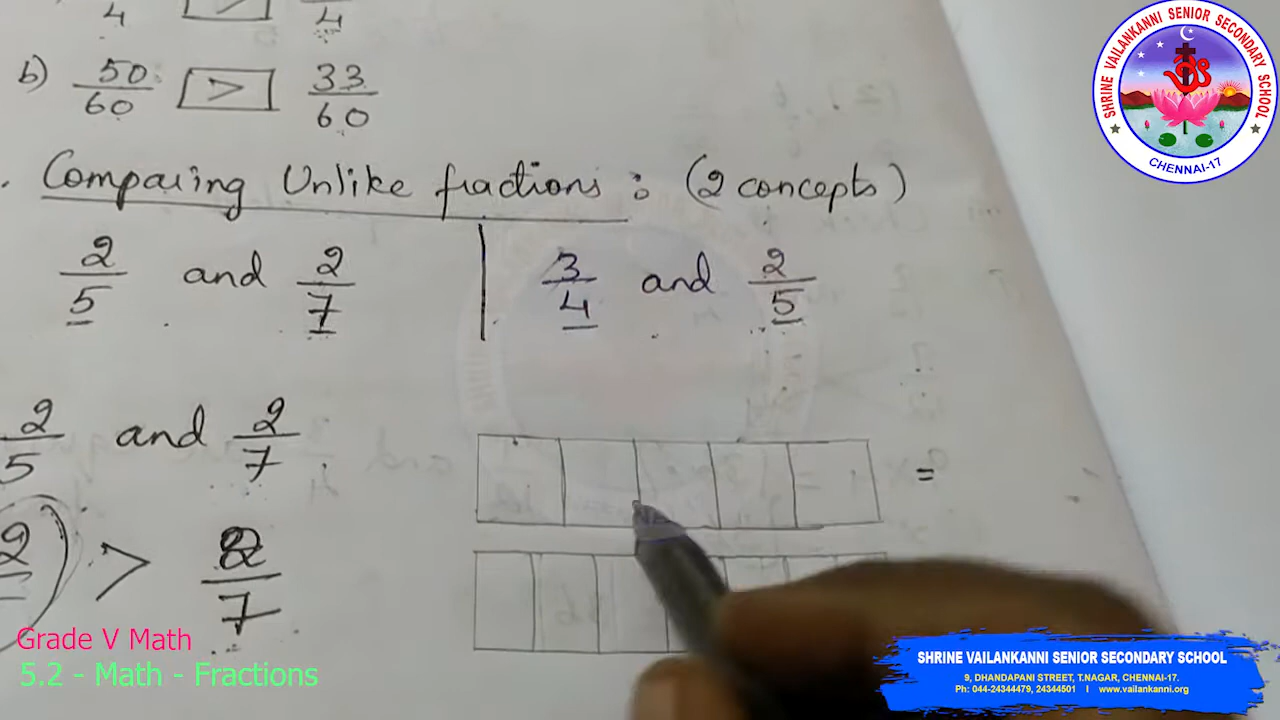 4 > 4
b) 50/60 > 33/60
Comparing Unlike fractions : (2 concepts)
2/5 and 2/7 | 3/4 and 2/5
2/5 and 2/7
=
2 > 2/7
Grade V Math
5.2 - Math - Fractions
SHRINE VAILANKANNI SENIOR SECONDARY SCHOOL
CHENNAI-17
SHRINE VAILANKANNI SENIOR SECONDARY SCHOOL
9, DHANDAPANI STREET, T.NAGAR, CHENNAI-17.
Ph: 044-24344479, 24344501 I www.vailankanni.org